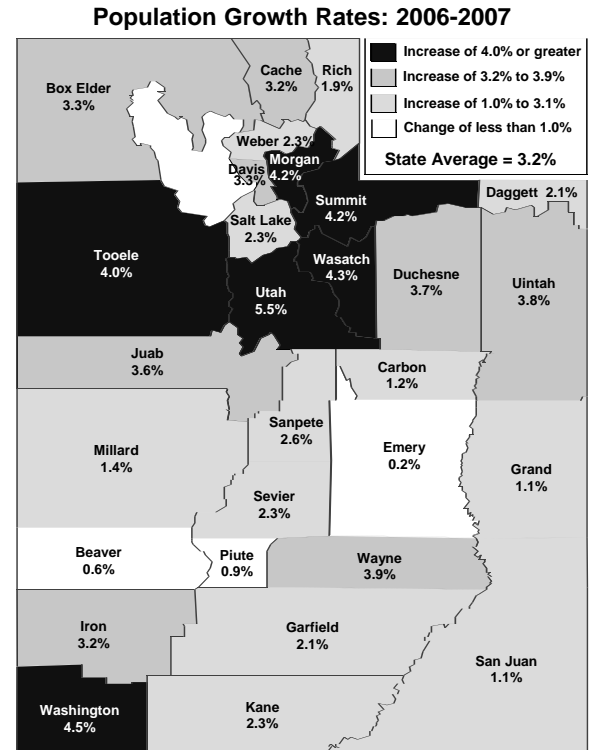 Population Growth Rates: 2006-2007
Increase of 4.0% or greater
Increase of 3.2% to 3.9%
Increase of 1.0% to 3.1%
Change of less than 1.0%
State Average = 3.2%
Box Elder
3.3%
Cache
3.2%
Rich
1.9%
Weber 2.3%
Davis
3.3%
Morgan
4.2%
Summit
4.2%
Daggett 2.1%
Salt Lake
2.3%
Tooele
4.0%
Wasatch
4.3%
Utah
5.5%
Duchesne
3.7%
Uintah
3.8%
Juab
3.6%
Carbon
1.2%
Sanpete
2.6%
Millard
1.4%
Emery
0.2%
Grand
1.1%
Sevier
2.3%
Beaver
0.6%
Piute
0.9%
Wayne
3.9%
Iron
3.2%
Garfield
2.1%
San Juan
1.1%
Washington
4.5%
Kane
2.3%